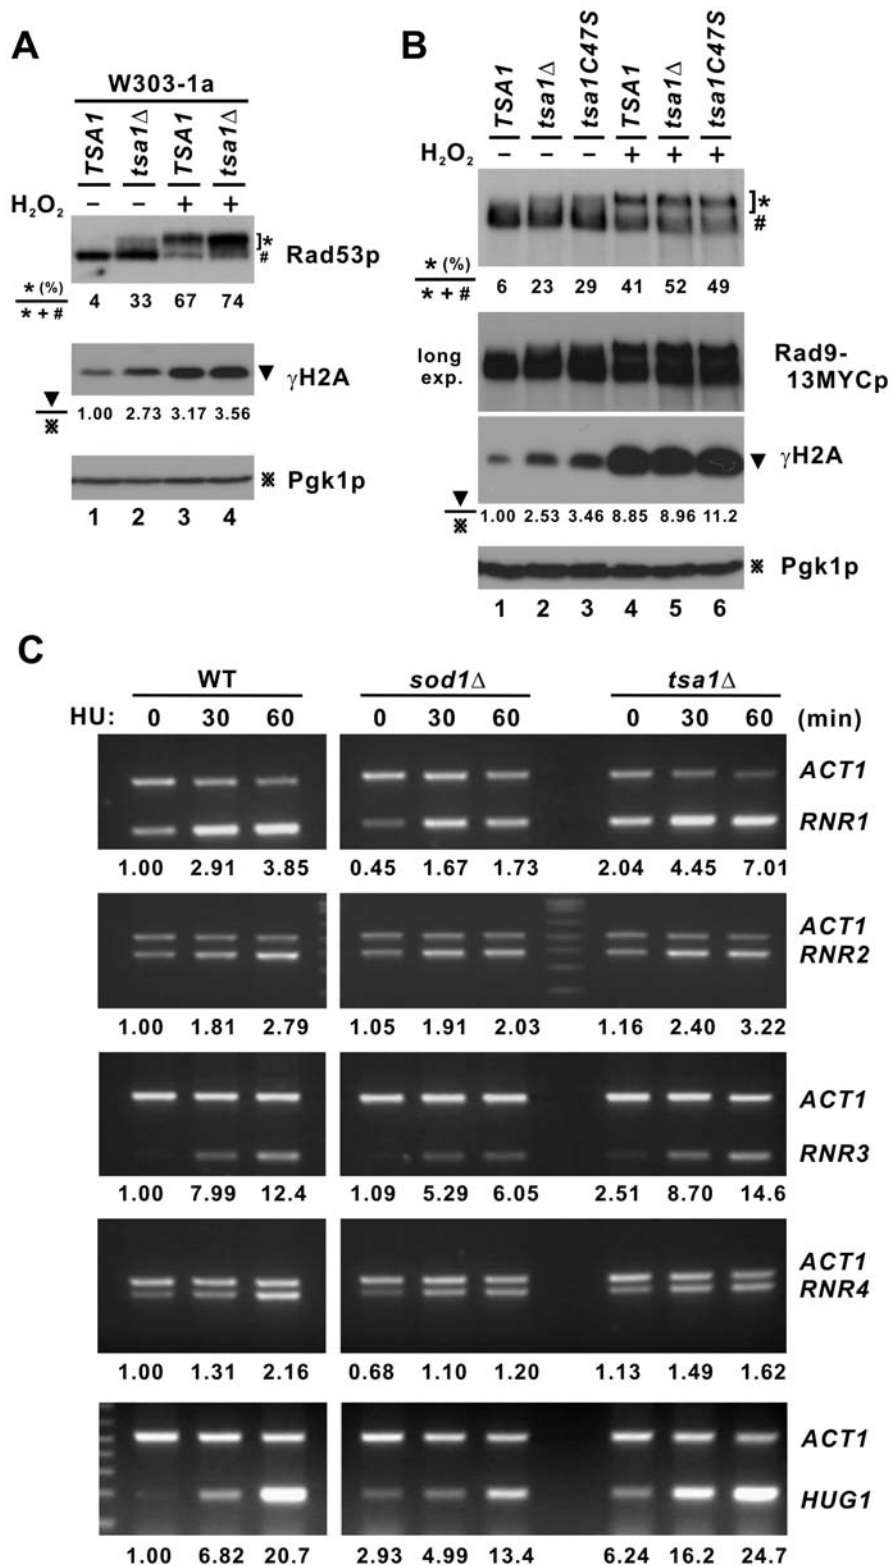 A
W303-1a
TSA1 tsa1Δ TSA1 tsa1Δ
H₂O₂ – – + +
]* # Rad53p
* (%) / * + # 4 33 67 74
▼ γH2A
▼ / ※ 1.00 2.73 3.17 3.56
※ Pgk1p
1 2 3 4
B
TSA1 tsa1Δ tsa1C47S TSA1 tsa1Δ tsa1C47S
H₂O₂ – – – + + +
]*
#
* (%) / * + # 6 23 29 41 52 49
long exp. Rad9-
13MYCp
▼ γH2A
▼ / ※ 1.00 2.53 3.46 8.85 8.96 11.2
※ Pgk1p
1 2 3 4 5 6
C
WT sod1Δ tsa1Δ
HU: 0 30 60 0 30 60 0 30 60 (min)
ACT1
RNR1
1.00 2.91 3.85 0.45 1.67 1.73 2.04 4.45 7.01
ACT1
RNR2
1.00 1.81 2.79 1.05 1.91 2.03 1.16 2.40 3.22
ACT1
RNR3
1.00 7.99 12.4 1.09 5.29 6.05 2.51 8.70 14.6
ACT1
RNR4
1.00 1.31 2.16 0.68 1.10 1.20 1.13 1.49 1.62
ACT1
HUG1
1.00 6.82 20.7 2.93 4.99 13.4 6.24 16.2 24.7